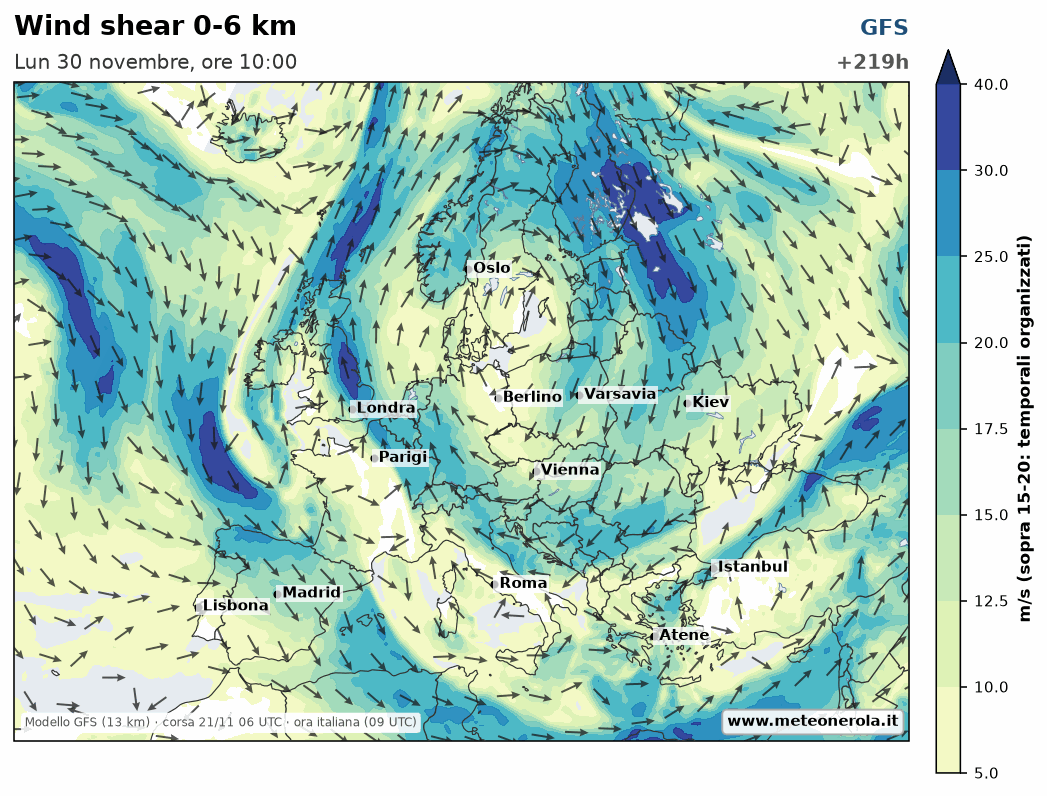 Wind shear 0-6 km
GFS
Lun 30 novembre, ore 10:00
+219h
Oslo
Berlino
Varsavia
Kiev
Londra
Parigi
Vienna
Istanbul
Roma
Madrid
Lisbona
Atene
Modello GFS (13 km) · corsa 21/11 06 UTC · ora italiana (09 UTC)
www.meteonerola.it
40.0
30.0
25.0
20.0
17.5
15.0
12.5
10.0
5.0
m/s (sopra 15-20: temporali organizzati)